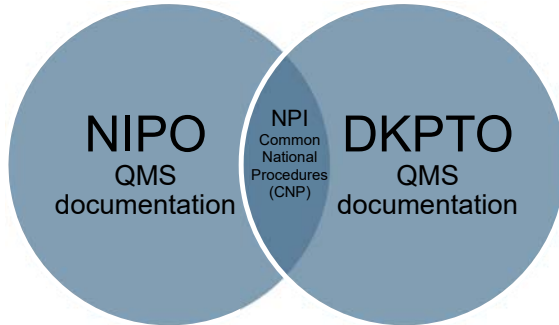 NIPO
QMS
documentation
NPI
Common
National
Procedures
(CNP)
DKPTO
QMS
documentation